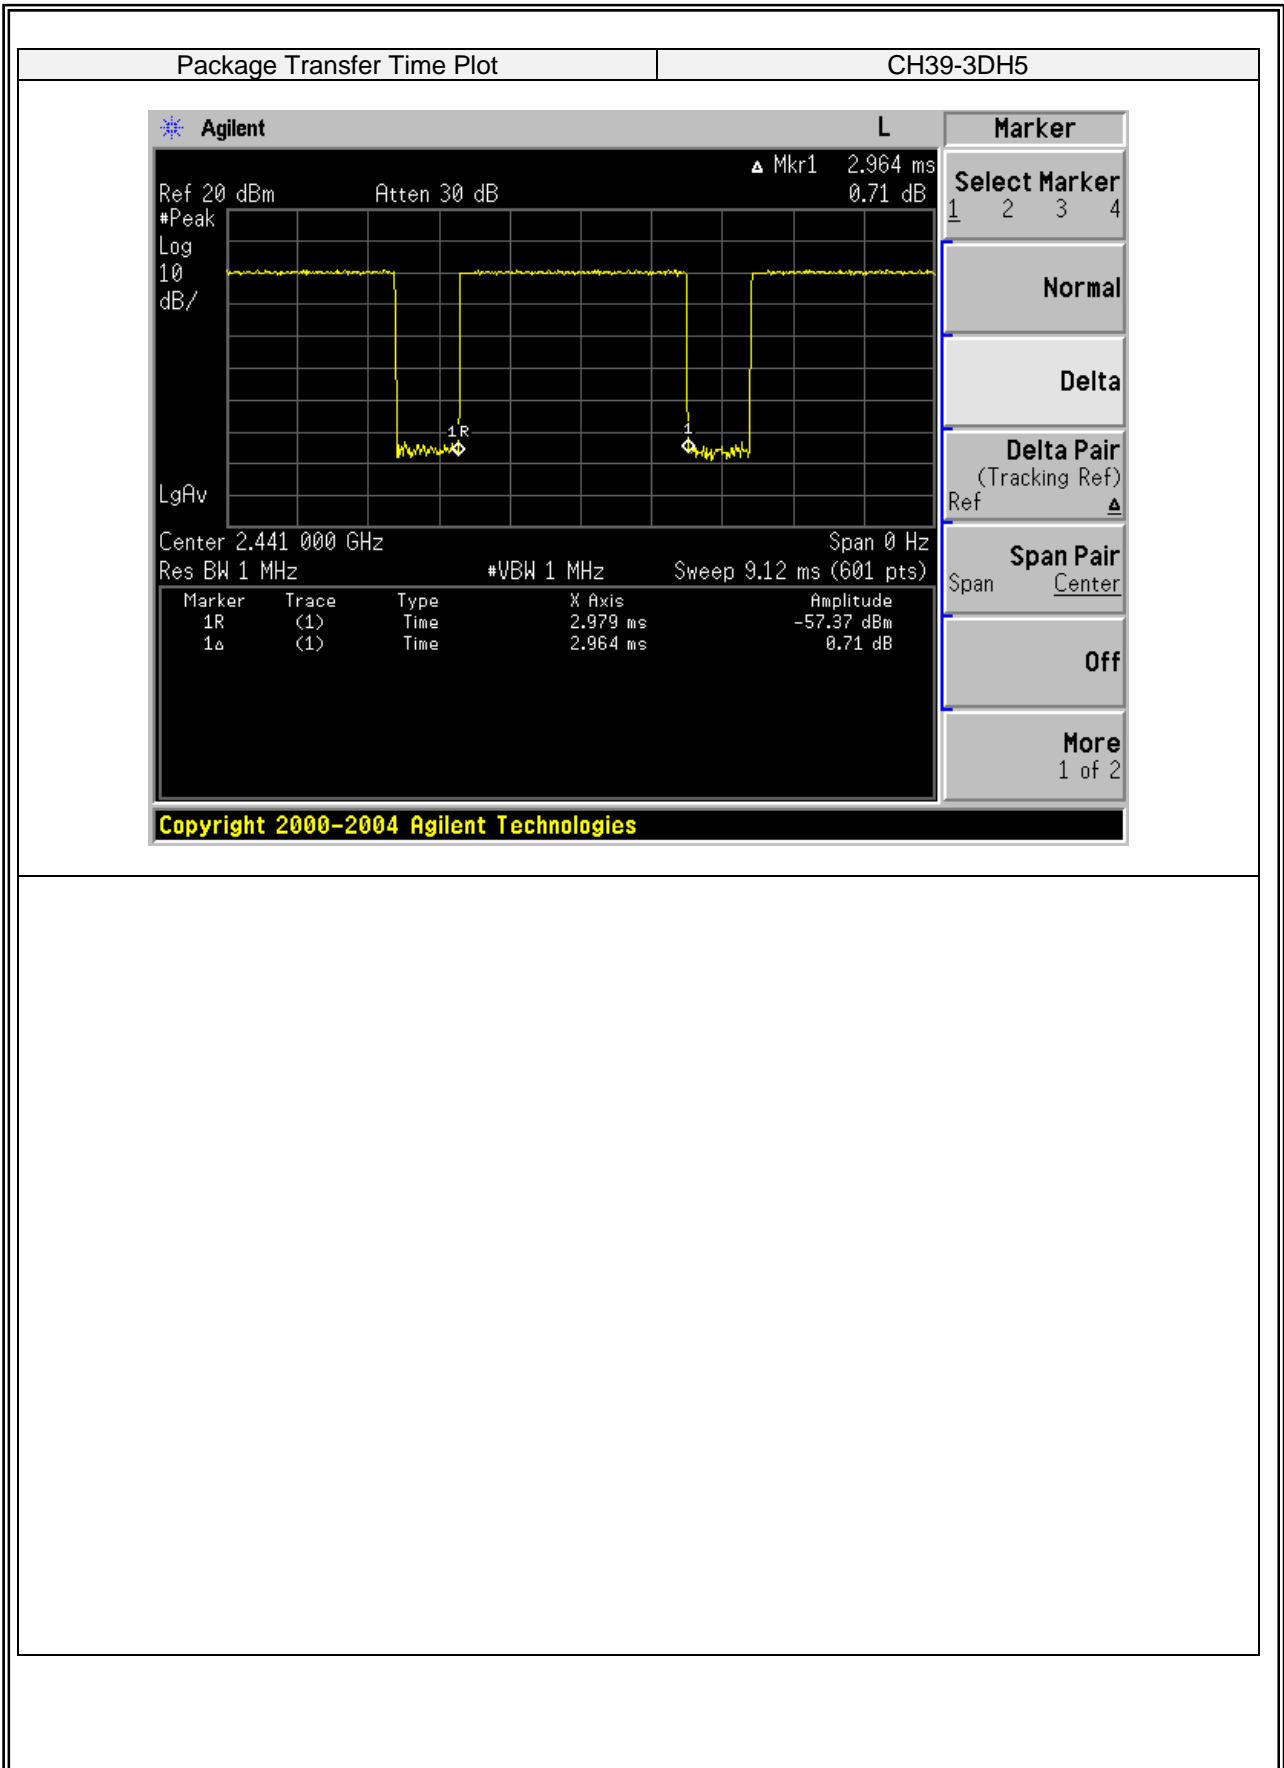 Package Transfer Time Plot CH39-3DH5
Agilent L Marker
Δ Mkr1 2.964 ms
Ref 20 dBm Atten 30 dB 0.71 dB
#Peak
Log
10
dB/
1R
1
LgAv
Center 2.441 000 GHz Span 0 Hz
Res BW 1 MHz #VBW 1 MHz Sweep 9.12 ms (601 pts)
Marker Trace Type X Axis Amplitude
1R (1) Time 2.979 ms -57.37 dBm
1Δ (1) Time 2.964 ms 0.71 dB
Select Marker
1 2 3 4
Normal
Delta
Delta Pair
(Tracking Ref)
Ref Δ
Span Pair
Span Center
Off
More
1 of 2
Copyright 2000-2004 Agilent Technologies